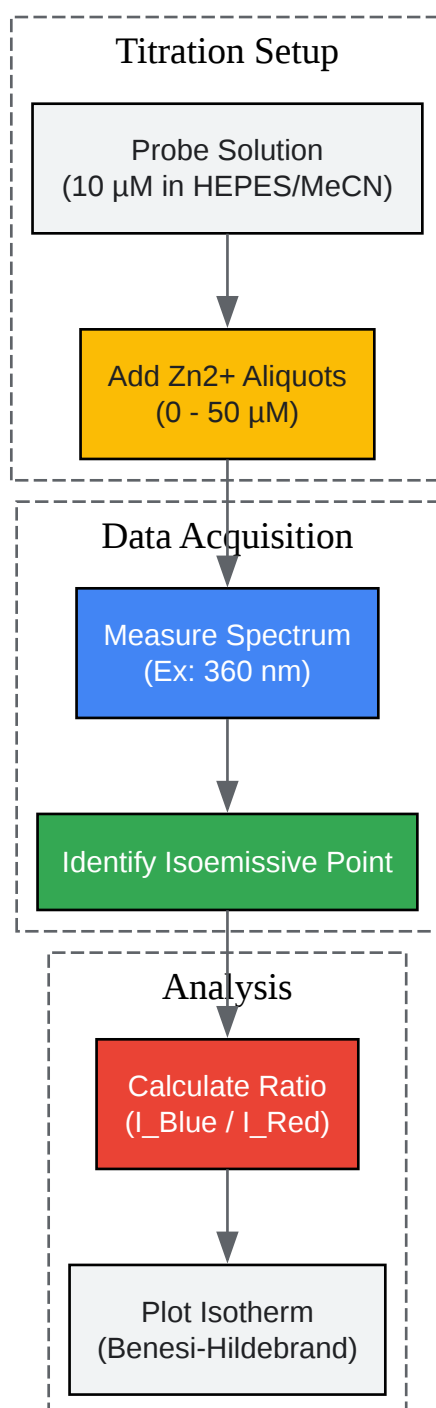 Titration Setup
Probe Solution
(10 µM in HEPES/MeCN)
Add Zn2+ Aliquots
(0 - 50 µM)
Data Acquisition
Measure Spectrum
(Ex: 360 nm)
Identify Isoemissive Point
Analysis
Calculate Ratio
(I_Blue / I_Red)
Plot Isotherm
(Benesi-Hildebrand)